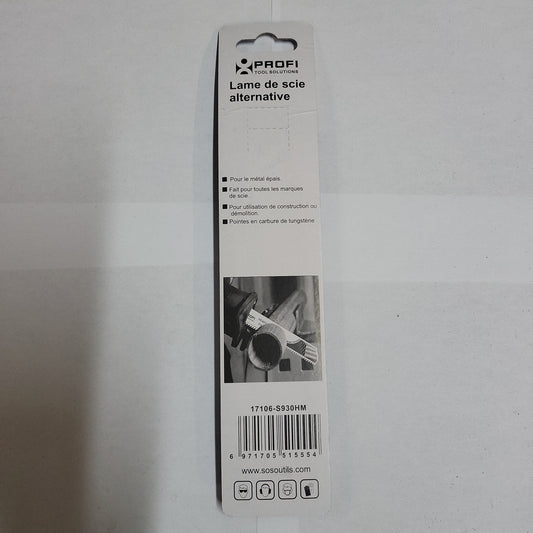 PROFI
TOOL SOLUTIONS
Lame de scie
alternative
Pour le métal épais.
Fait pour toutes les marques
de scie.
Pour utilisation de construction ou
démolition.
Pointes en carbure de tungstène
17106-S930HM
6 971705 515554
www.sosoutils.com